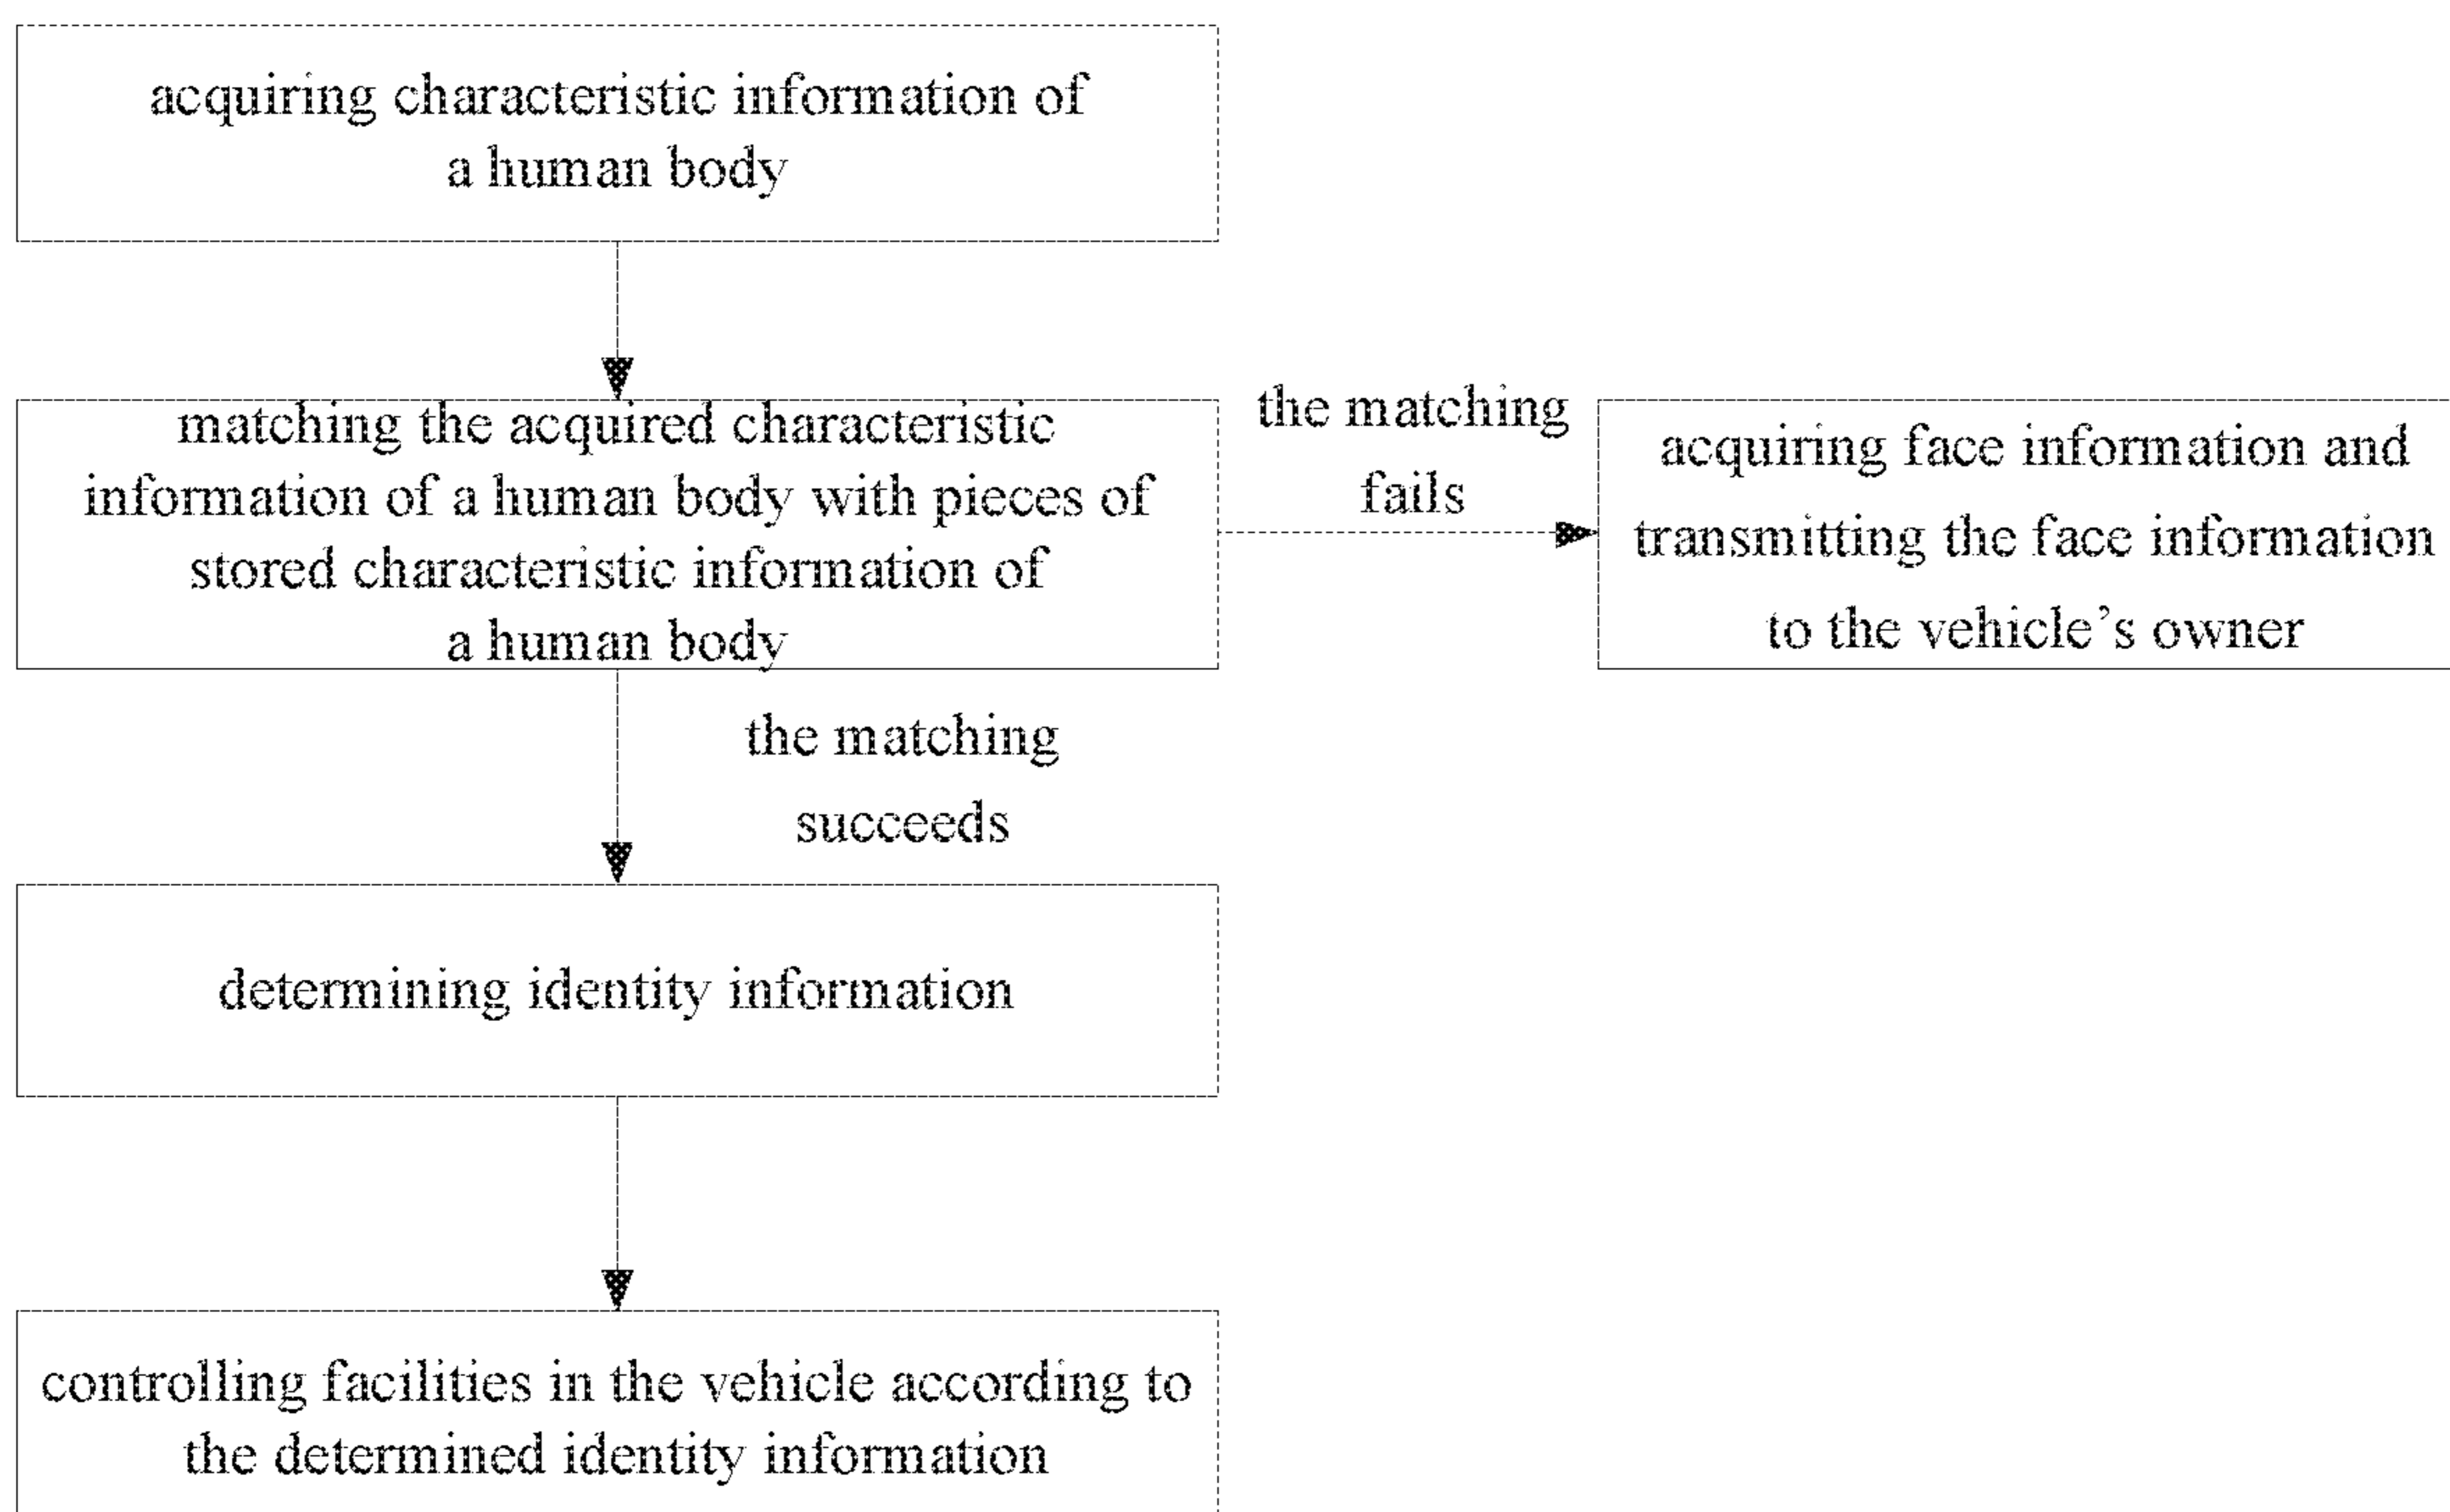 acquiring characteristic information of
a human body
matching the acquired characteristic
information of a human body with pieces of
stored characteristic information of
a human body
the matching
fails
acquiring face information and
transmitting the face information
to the vehicle’s owner
the matching
succeeds
determining identity information
controlling facilities in the vehicle according to
the determined identity information